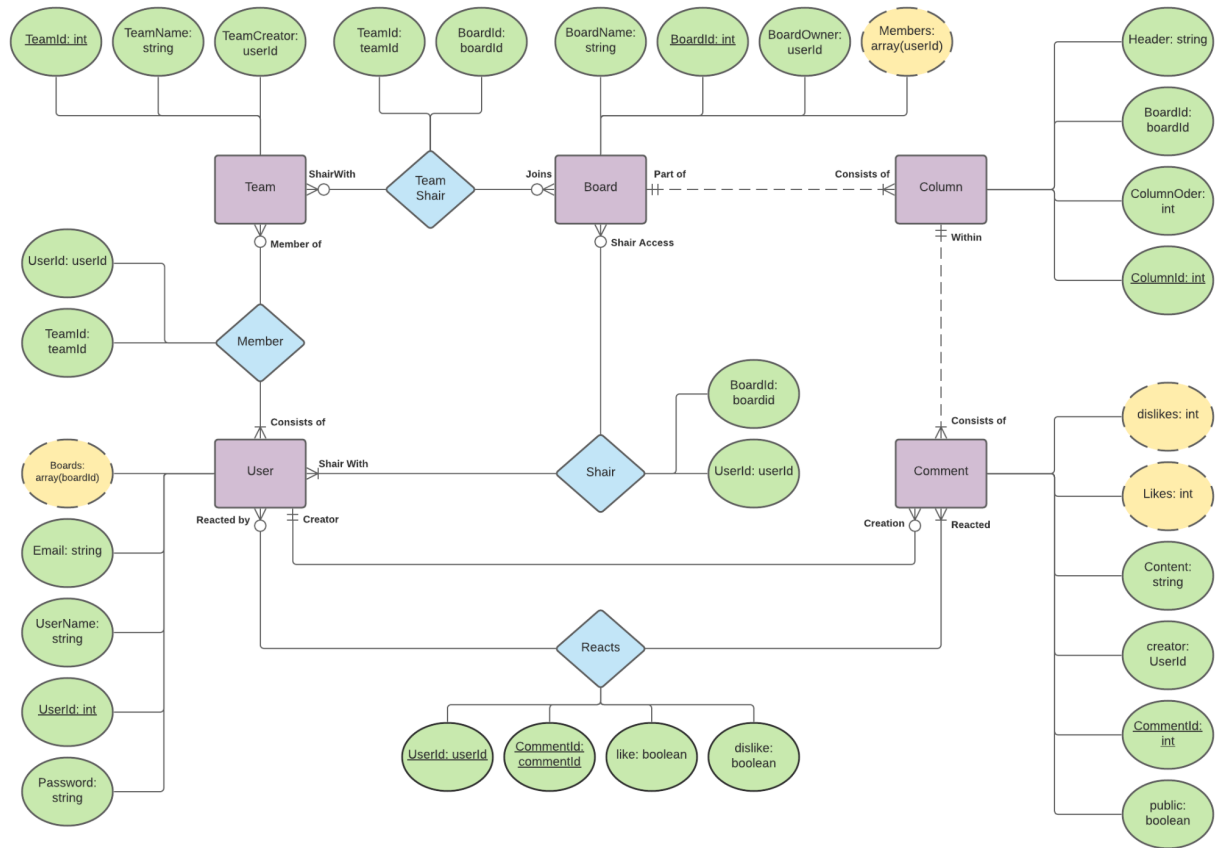 TeamId: int
TeamName:
string
TeamCreator:
userId
TeamId:
teamId
BoardId:
boardId
BoardName:
string
BoardId: int
BoardOwner:
userId
Members:
array(userId)
Header: string
BoardId:
boardId
ColumnOder:
int
ColumnId: int
Team
ShairWith
Team
Shair
Joins
Board
Part of
Consists of
Column
Member of
Shair Access
Within
UserId: userId
TeamId:
teamId
Member
Consists of
BoardId:
boardid
UserId: userId
Consists of
Boards:
array(boardId)
User
Shair With
Shair
Comment
Reacted by
Creator
Creation
Reacted
Email: string
UserName:
string
UserId: int
Password:
string
Reacts
UserId: userId
CommentId:
commentId
like: boolean
dislike:
boolean
dislikes: int
Likes: int
Content:
string
creator:
UserId
CommentId:
int
public:
boolean